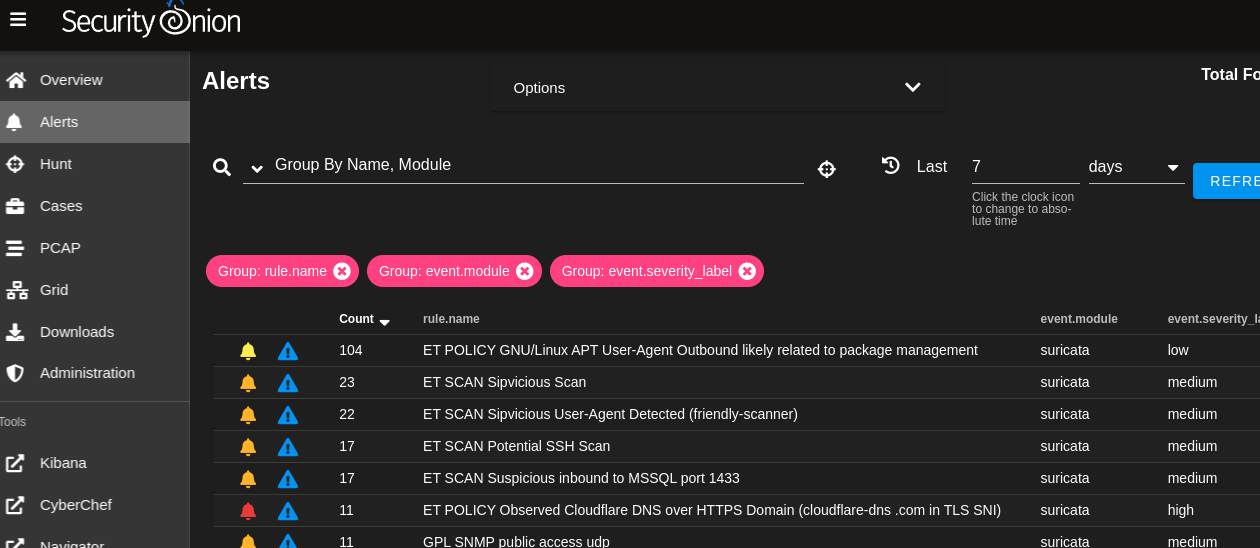 Security Onion
Overview
Alerts
Hunt
Cases
PCAP
Grid
Downloads
Administration
Tools
Kibana
CyberChef
Navigator
Alerts
Options
Total Fo
Group By Name, Module
Last 7 days
Click the clock icon
to change to abso-
lute time
REFRE
Group: rule.name Group: event.module Group: event.severity_label
Count rule.name event.module event.severity_la
104 ET POLICY GNU/Linux APT User-Agent Outbound likely related to package management suricata low
23 ET SCAN Sipvicious Scan suricata medium
22 ET SCAN Sipvicious User-Agent Detected (friendly-scanner) suricata medium
17 ET SCAN Potential SSH Scan suricata medium
17 ET SCAN Suspicious inbound to MSSQL port 1433 suricata medium
11 ET POLICY Observed Cloudflare DNS over HTTPS Domain (cloudflare-dns .com in TLS SNI) suricata high
11 GPL SNMP public access udp suricata medium